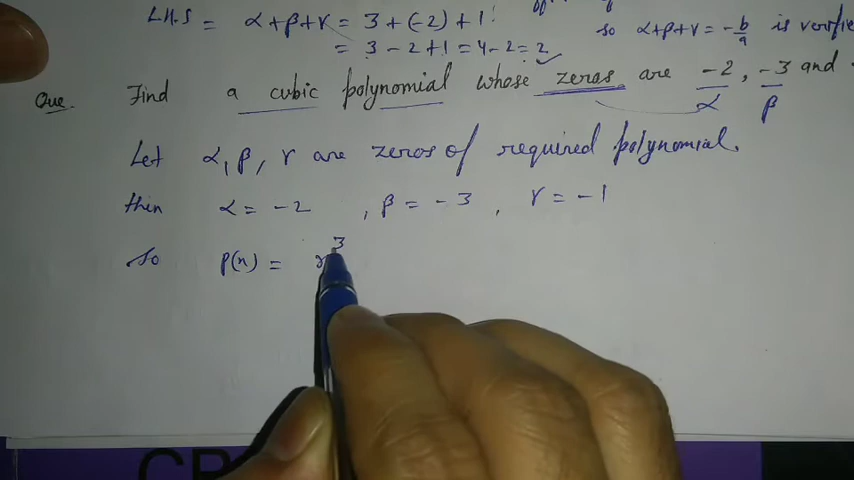 L.H.S = α+β+γ = 3+(-2)+1
= 3-2+1 = 4-2 = 2 ✓
so α+β+γ = -b/a is verifie
Que. Find a cubic polynomial whose zeros are -2, -3 and
α β
Let α, β, γ are zeros of required polynomial.
then α = -2 , β = -3 , γ = -1
So p(x) = x³
CB